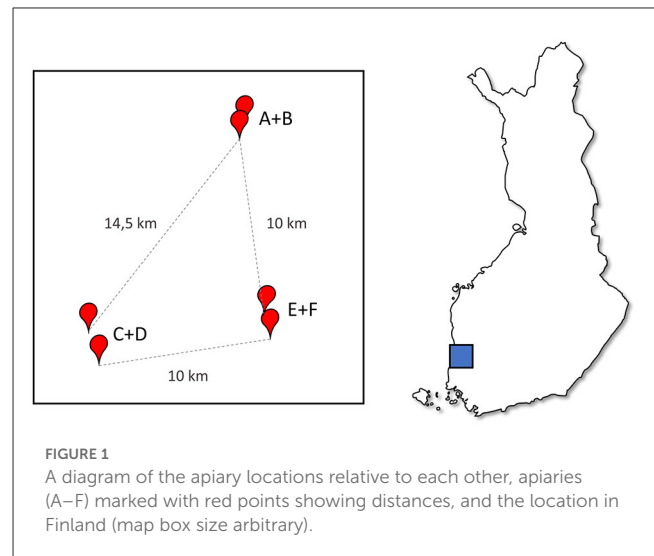 A+B
14,5 km
10 km
E+F
C+D
10 km
FIGURE 1
A diagram of the apiary locations relative to each other, apiaries
(A–F) marked with red points showing distances, and the location in
Finland (map box size arbitrary).